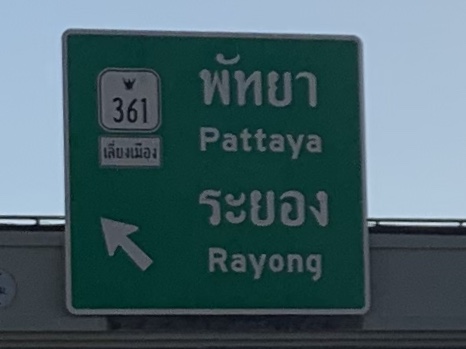 361
เลี่ยงเมือง
พัทยา
Pattaya
ระยอง
Rayong